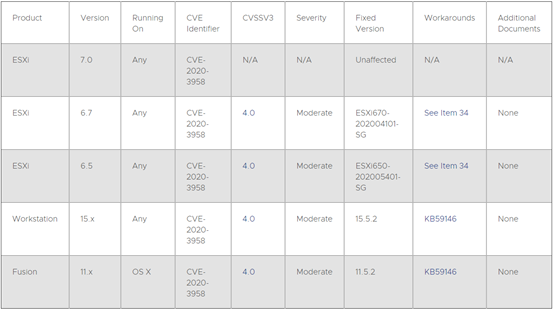 Product Version Running On CVE Identifier CVSSV3 Severity Fixed Version Workarounds Additional Documents
ESXi 7.0 Any CVE-2020-3958 N/A N/A Unaffected N/A N/A
ESXi 6.7 Any CVE-2020-3958 4.0 Moderate ESXi670-202004101-SG See Item 34 None
ESXi 6.5 Any CVE-2020-3958 4.0 Moderate ESXi650-202005401-SG See Item 34 None
Workstation 15.x Any CVE-2020-3958 4.0 Moderate 15.5.2 KB59146 None
Fusion 11.x OS X CVE-2020-3958 4.0 Moderate 11.5.2 KB59146 None